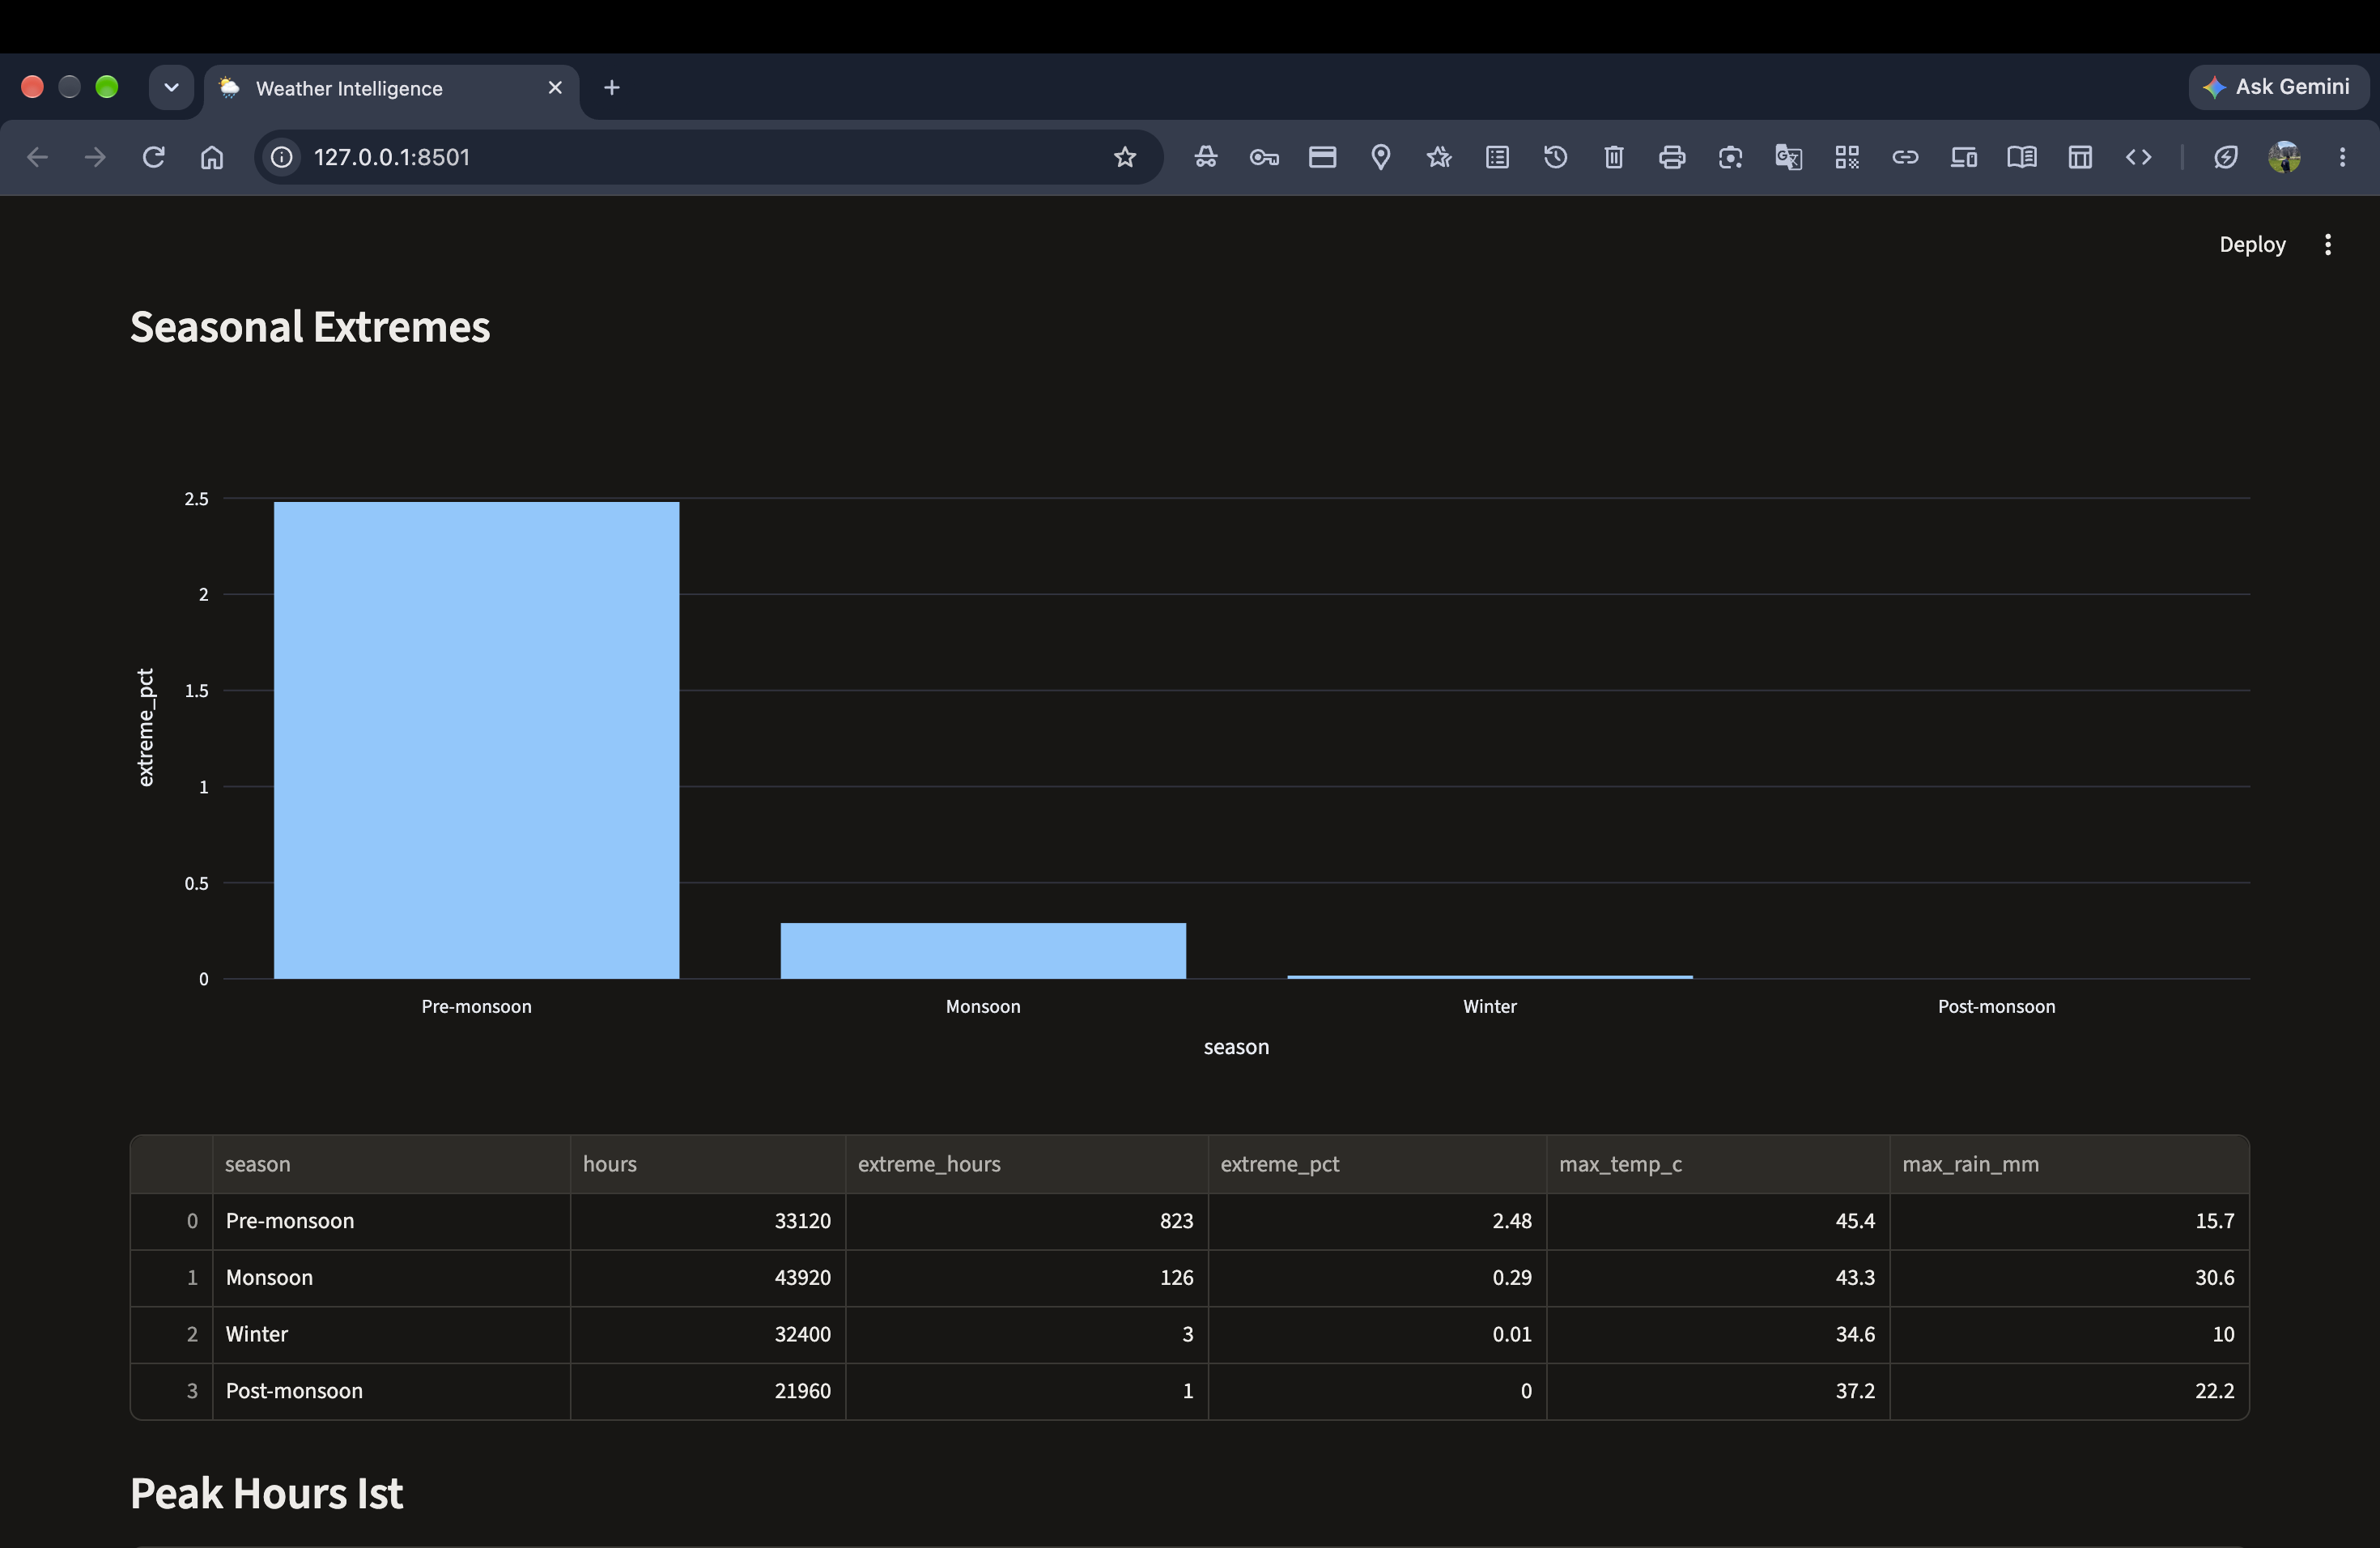 Weather Intelligence
Ask Gemini
127.0.0.1:8501
Deploy
Seasonal Extremes
2.5
2
1.5
1
0.5
0
extreme_pct
Pre-monsoon Monsoon Winter Post-monsoon
season
season hours extreme_hours extreme_pct max_temp_c max_rain_mm
0 Pre-monsoon 33120 823 2.48 45.4 15.7
1 Monsoon 43920 126 0.29 43.3 30.6
2 Winter 32400 3 0.01 34.6 10
3 Post-monsoon 21960 1 0 37.2 22.2
Peak Hours Ist